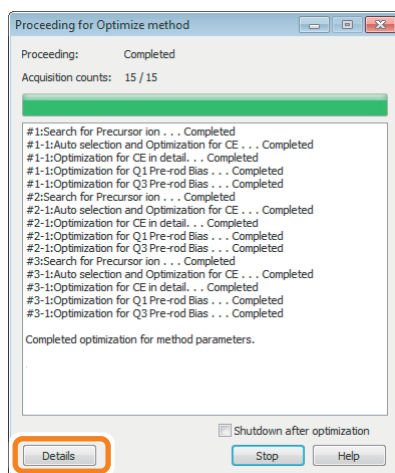 Proceeding for Optimize method
Proceeding: Completed
Acquisition counts: 15 / 15
#1:Search for Precursor ion . . . Completed
#1-1:Auto selection and Optimization for CE . . . Completed
#1-1:Optimization for CE in detail. . . Completed
#1-1:Optimization for Q1 Pre-rod Bias . . . Completed
#1-1:Optimization for Q3 Pre-rod Bias . . . Completed
#2:Search for Precursor ion . . . Completed
#2-1:Auto selection and Optimization for CE . . . Completed
#2-1:Optimization for CE in detail. . . Completed
#2-1:Optimization for Q1 Pre-rod Bias . . . Completed
#2-1:Optimization for Q3 Pre-rod Bias . . . Completed
#3:Search for Precursor ion . . . Completed
#3-1:Auto selection and Optimization for CE . . . Completed
#3-1:Optimization for CE in detail. . . Completed
#3-1:Optimization for Q1 Pre-rod Bias . . . Completed
#3-1:Optimization for Q3 Pre-rod Bias . . . Completed
Completed optimization for method parameters.
Shutdown after optimization
Details Stop Help